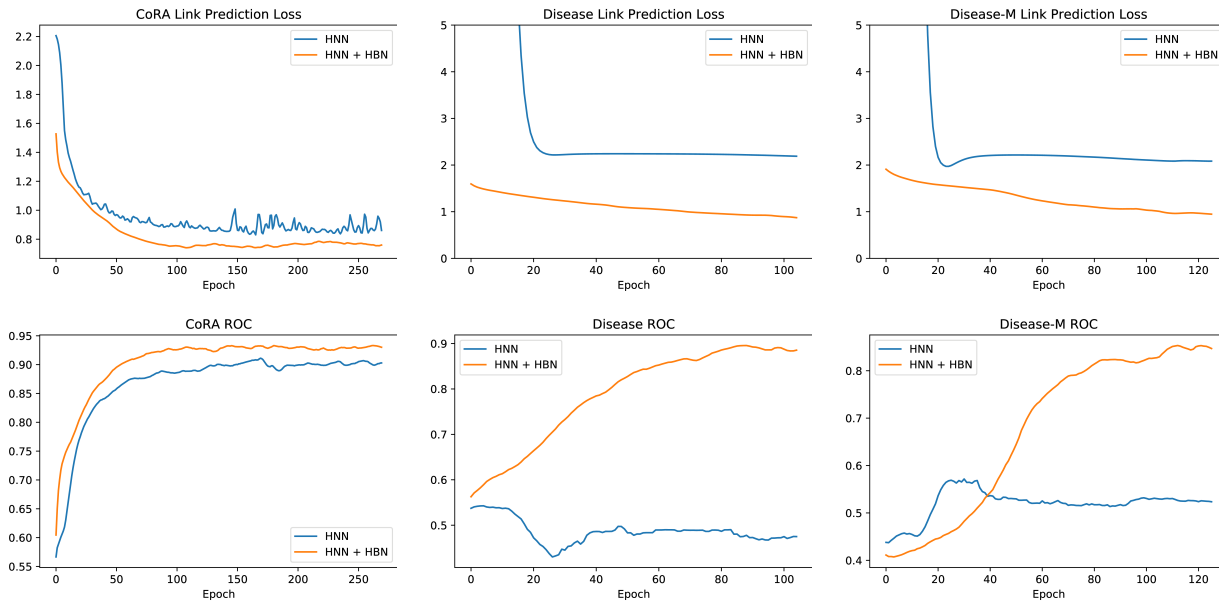 CoRA Link Prediction Loss
2.2
2.0
1.8
1.6
1.4
1.2
1.0
0.8
0 50 100 150 200 250
Epoch
HNN
HNN + HBN
Disease Link Prediction Loss
5
4
3
2
1
0
0 20 40 60 80 100
Epoch
HNN
HNN + HBN
Disease-M Link Prediction Loss
5
4
3
2
1
0
0 20 40 60 80 100 120
Epoch
HNN
HNN + HBN
CoRA ROC
0.95
0.90
0.85
0.80
0.75
0.70
0.65
0.60
0.55
0 50 100 150 200 250
Epoch
HNN
HNN + HBN
Disease ROC
0.9
0.8
0.7
0.6
0.5
0 20 40 60 80 100
Epoch
HNN
HNN + HBN
Disease-M ROC
0.8
0.7
0.6
0.5
0.4
0 20 40 60 80 100 120
Epoch
HNN
HNN + HBN